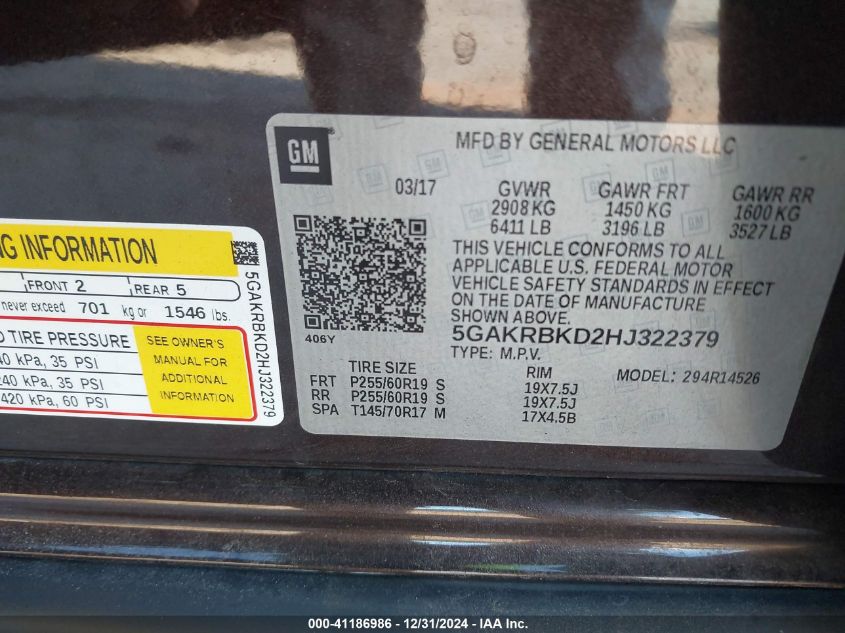 GM
MFD BY GENERAL MOTORS LLC
03/17
GVWR
2908 KG
6411 LB
GAWR FRT
1450 KG
3196 LB
GAWR RR
1600 KG
3527 LB
THIS VEHICLE CONFORMS TO ALL
APPLICABLE U.S. FEDERAL MOTOR
VEHICLE SAFETY STANDARDS IN EFFECT
ON THE DATE OF MANUFACTURE
SHOWN ABOVE.
5GAKRBKD2HJ322379
TYPE: M.P.V.
MODEL: 294R14526
406Y
TIRE SIZE RIM
FRT P255/60R19 S 19X7.5J
RR P255/60R19 S 19X7.5J
SPA T145/70R17 M 17X4.5B
NG INFORMATION
FRONT 2 REAR 5
never exceed 701 kg or 1546 lbs.
TIRE PRESSURE
40 kPa, 35 PSI
240 kPa, 35 PSI
420 kPa, 60 PSI
SEE OWNER'S
MANUAL FOR
ADDITIONAL
INFORMATION
5GAKRBKD2HJ322379
000-41186986 - 12/31/2024 - IAA Inc.